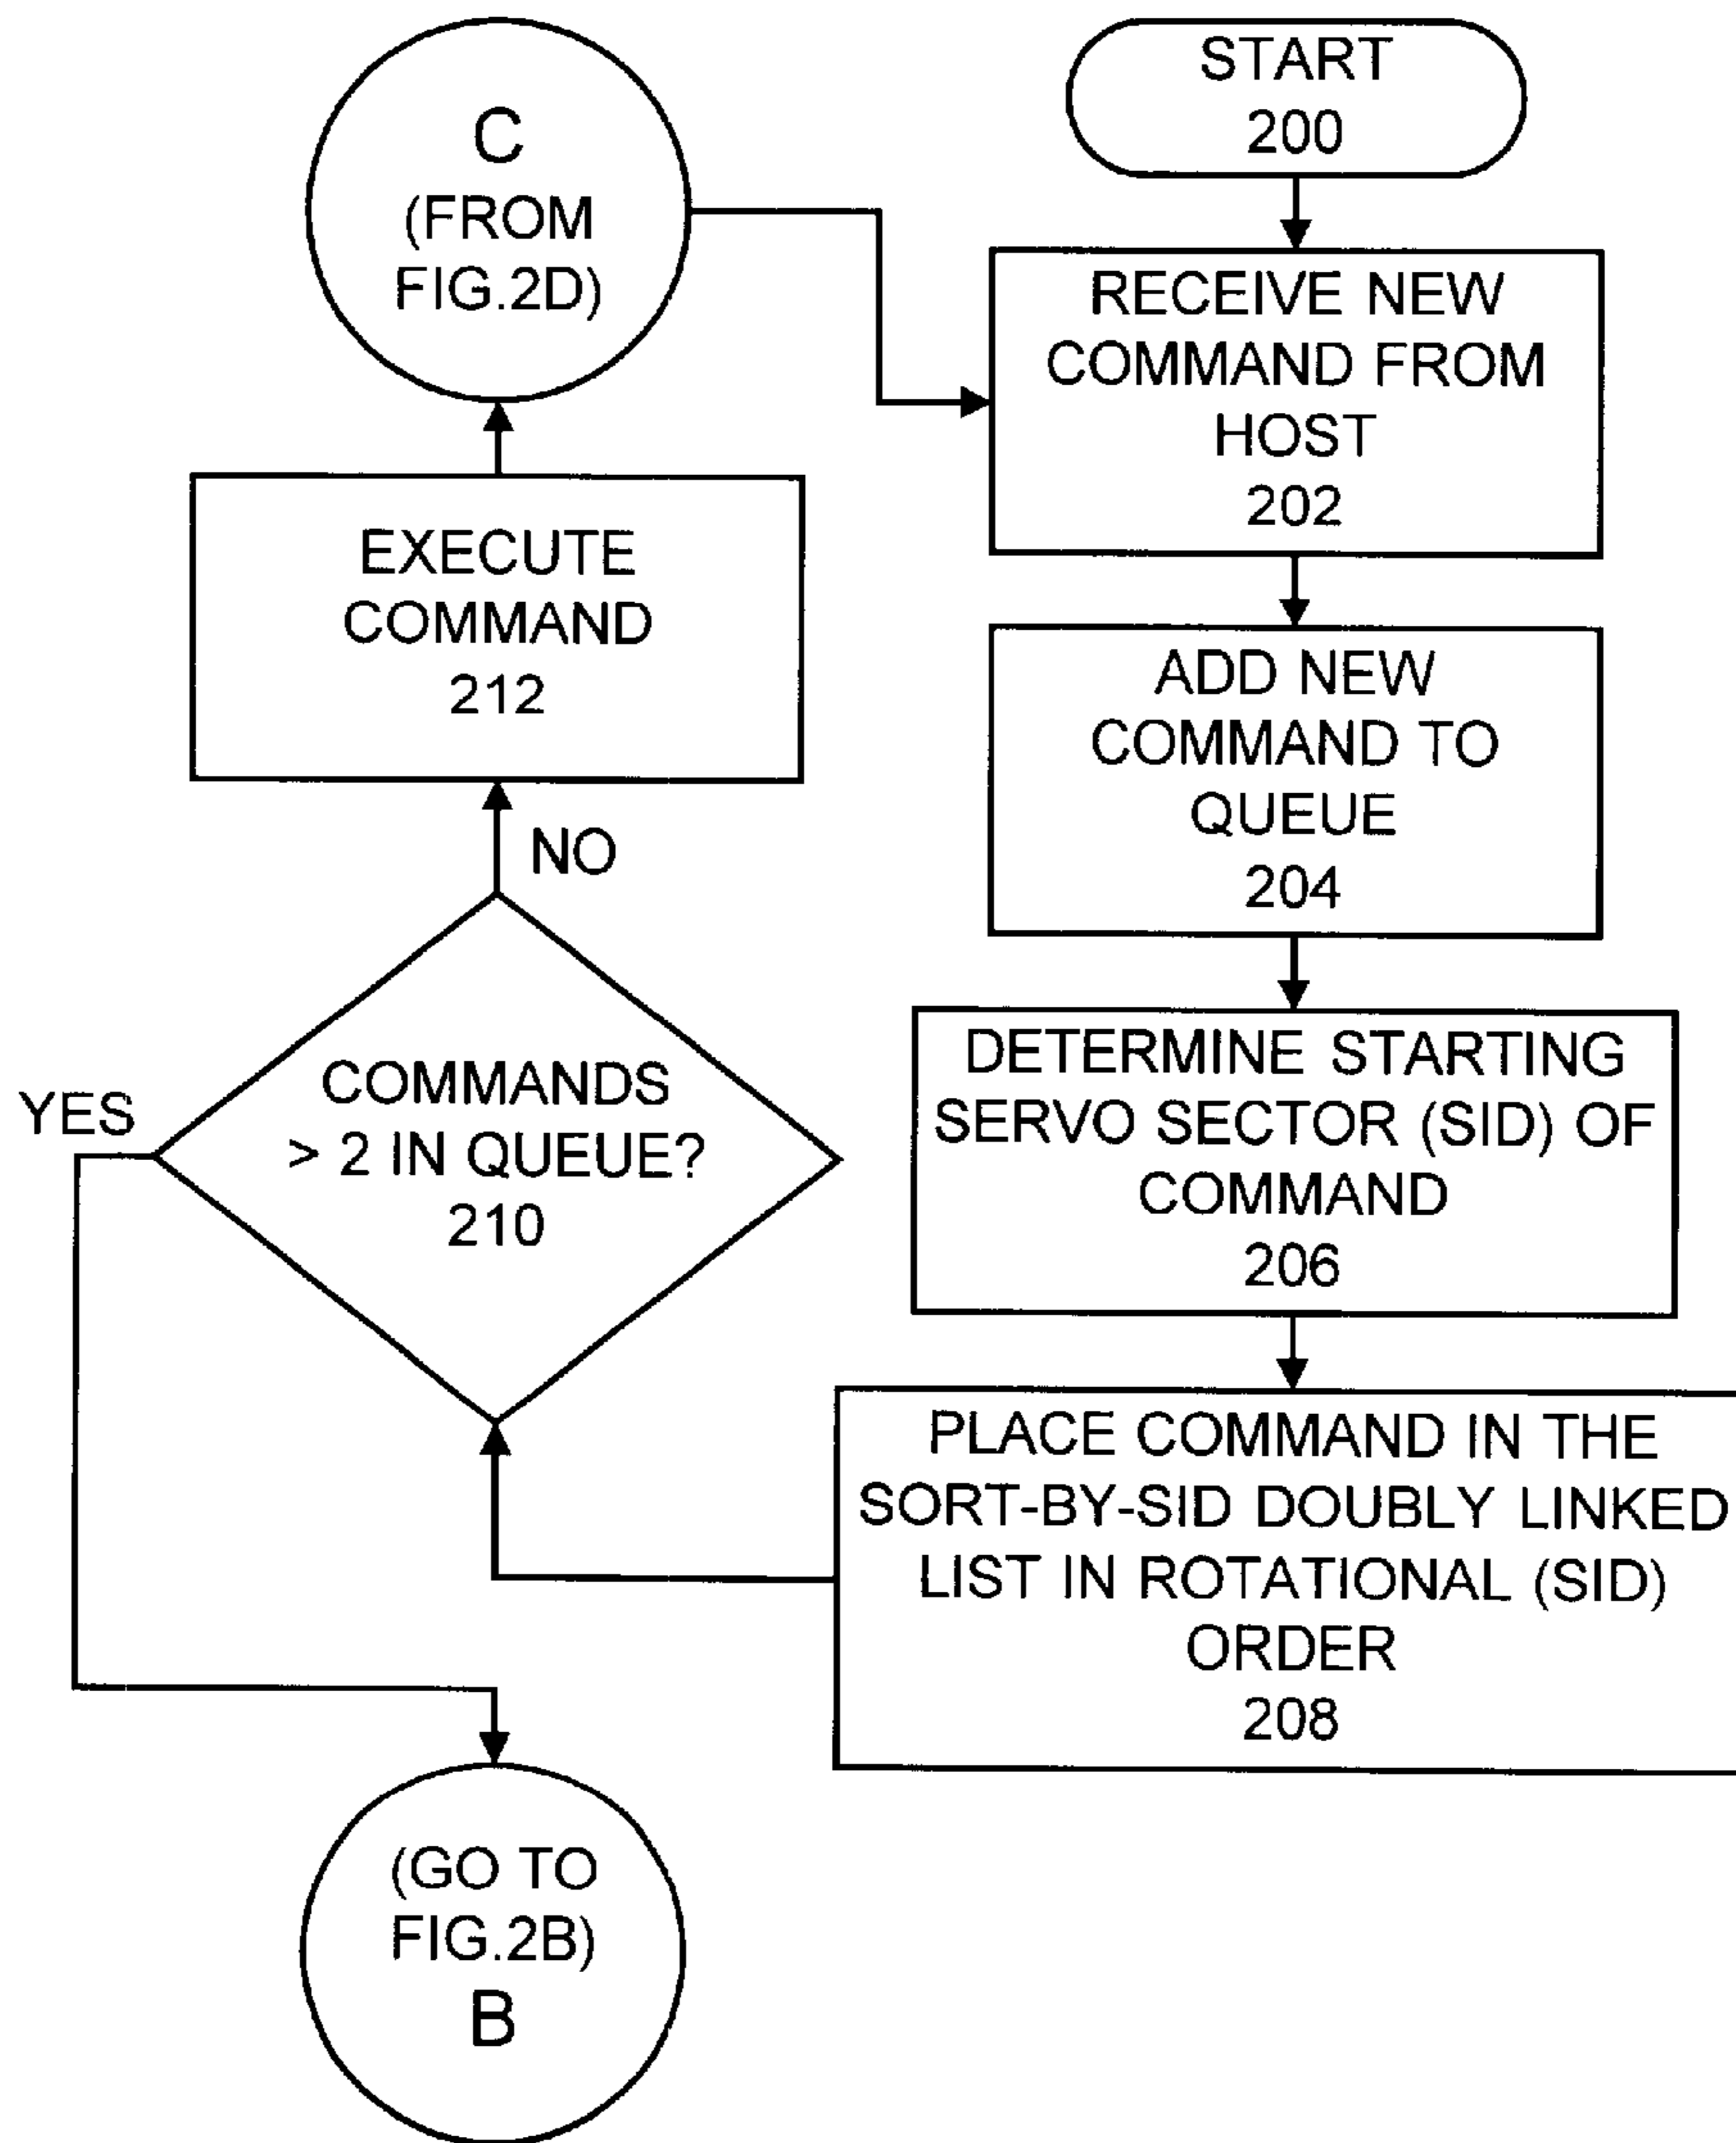 START
200
RECEIVE NEW
COMMAND FROM
HOST
202
ADD NEW
COMMAND TO
QUEUE
204
DETERMINE STARTING
SERVO SECTOR (SID) OF
COMMAND
206
PLACE COMMAND IN THE
SORT-BY-SID DOUBLY LINKED
LIST IN ROTATIONAL (SID)
ORDER
208
COMMANDS
> 2 IN QUEUE?
210
NO
EXECUTE
COMMAND
212
C
(FROM
FIG.2D)
YES
(GO TO
FIG.2B)
B